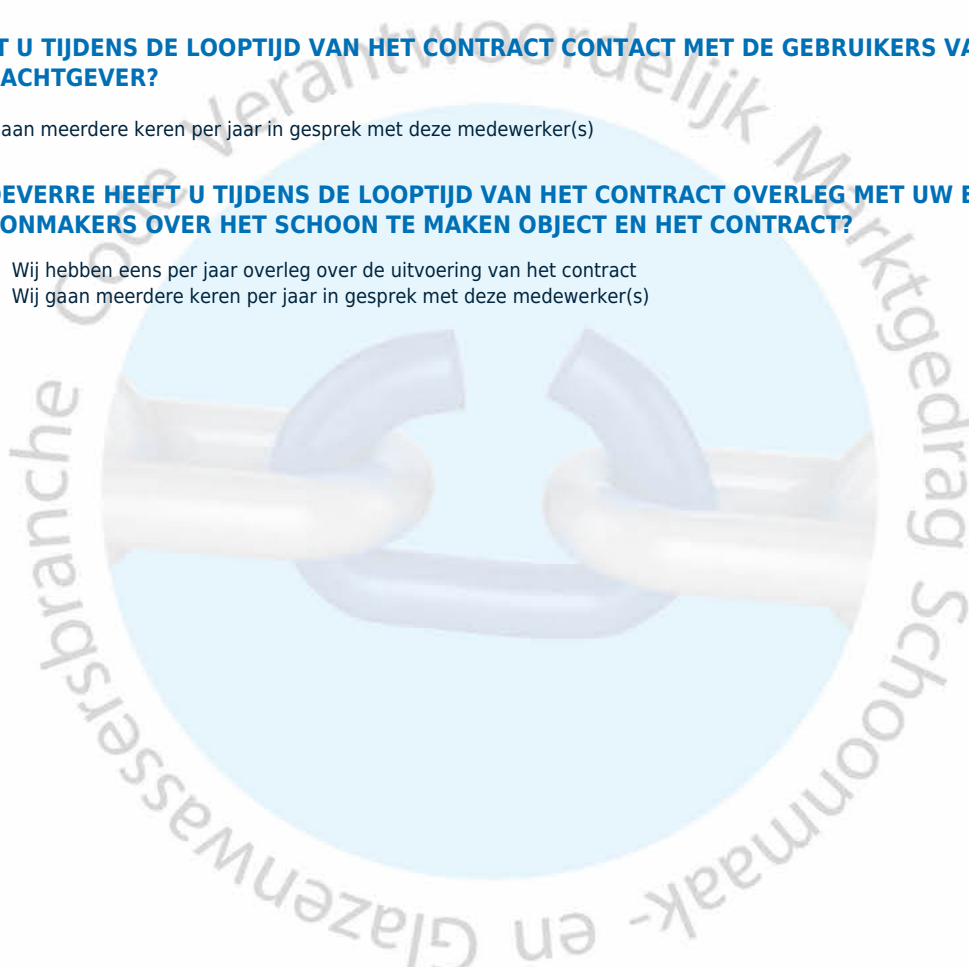 T U TIJDENS DE LOOPTIJD VAN HET CONTRACT CONTACT MET DE GEBRUIKERS VA
ACHTGEVER?
aan meerdere keren per jaar in gesprek met deze medewerker(s)
OEVERRE HEEFT U TIJDENS DE LOOPTIJD VAN HET CONTRACT OVERLEG MET UW E
ONMAKERS OVER HET SCHOON TE MAKEN OBJECT EN HET CONTRACT?
Wij hebben eens per jaar overleg over de uitvoering van het contract
Wij gaan meerdere keren per jaar in gesprek met deze medewerker(s)
Code Verantwoordelijk Marktgedrag Schoonmaak- en Glazenwassersbranche